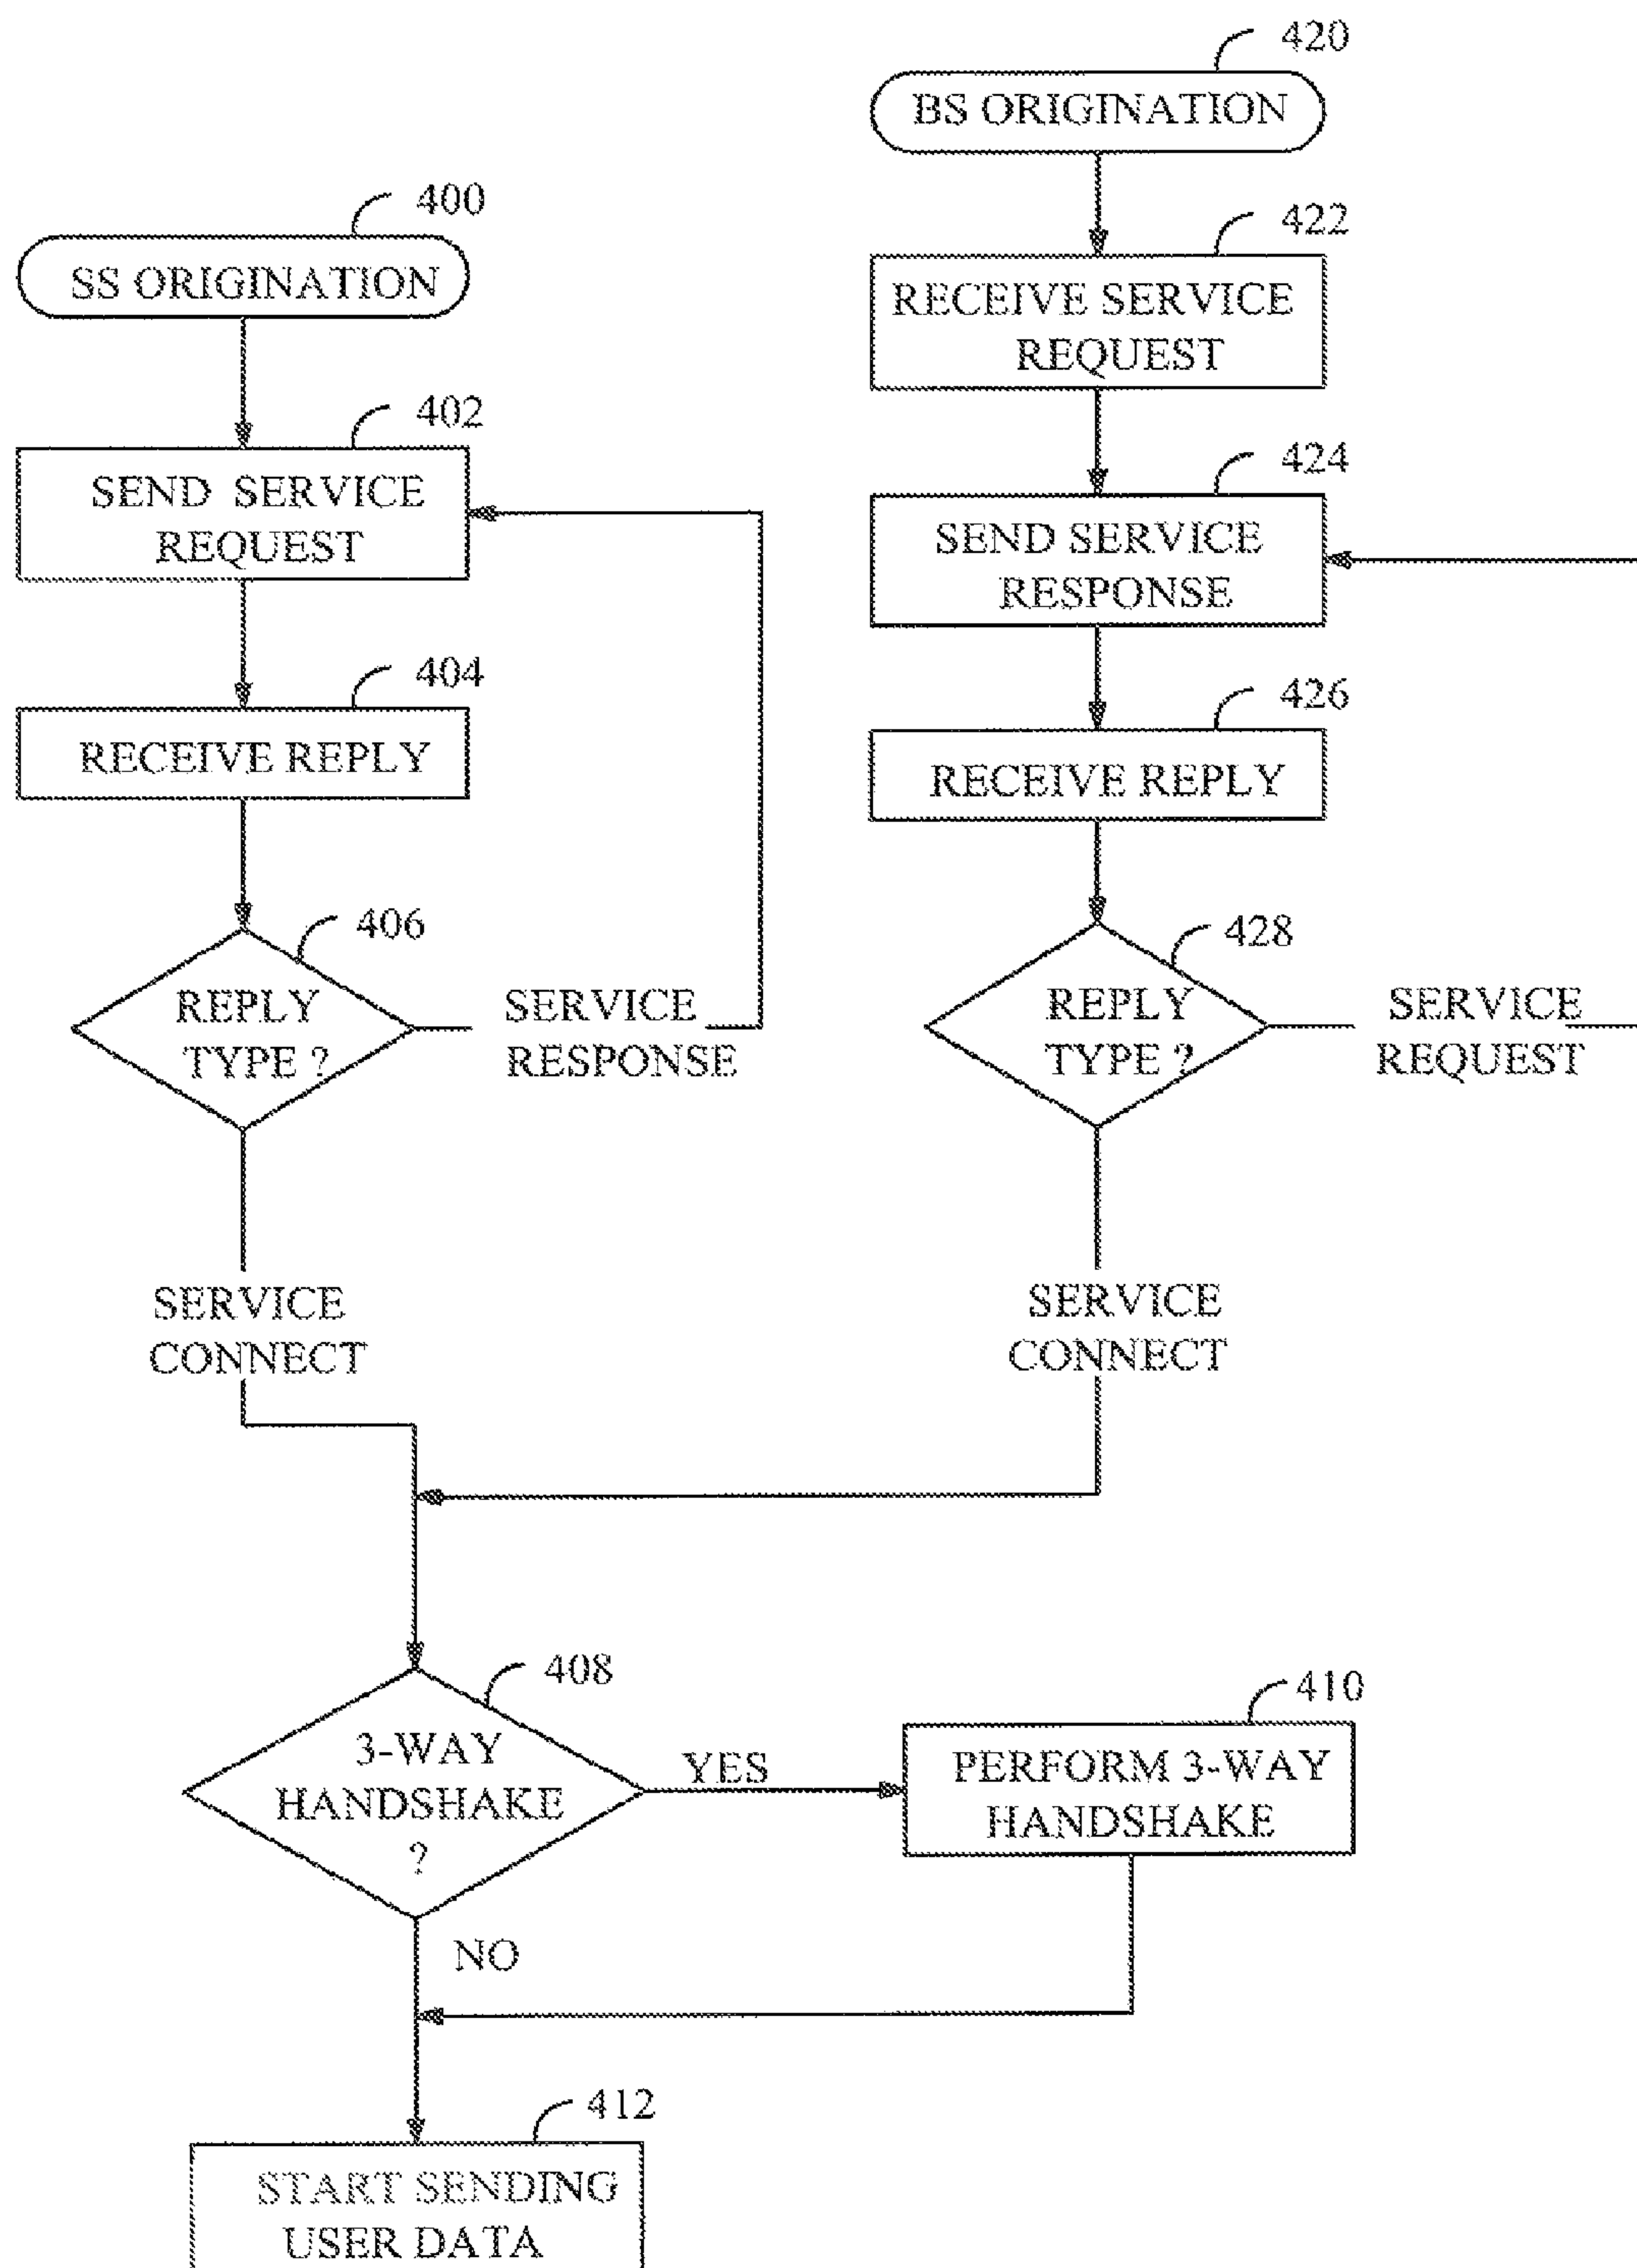 400
SS ORIGINATION
402
SEND SERVICE
REQUEST
404
RECEIVE REPLY
406
REPLY
TYPE ?
SERVICE
RESPONSE
SERVICE
CONNECT
420
BS ORIGINATION
422
RECEIVE SERVICE
REQUEST
424
SEND SERVICE
RESPONSE
426
RECEIVE REPLY
428
REPLY
TYPE ?
SERVICE
REQUEST
SERVICE
CONNECT
408
3-WAY
HANDSHAKE
?
YES
410
PERFORM 3-WAY
HANDSHAKE
NO
412
START SENDING
USER DATA